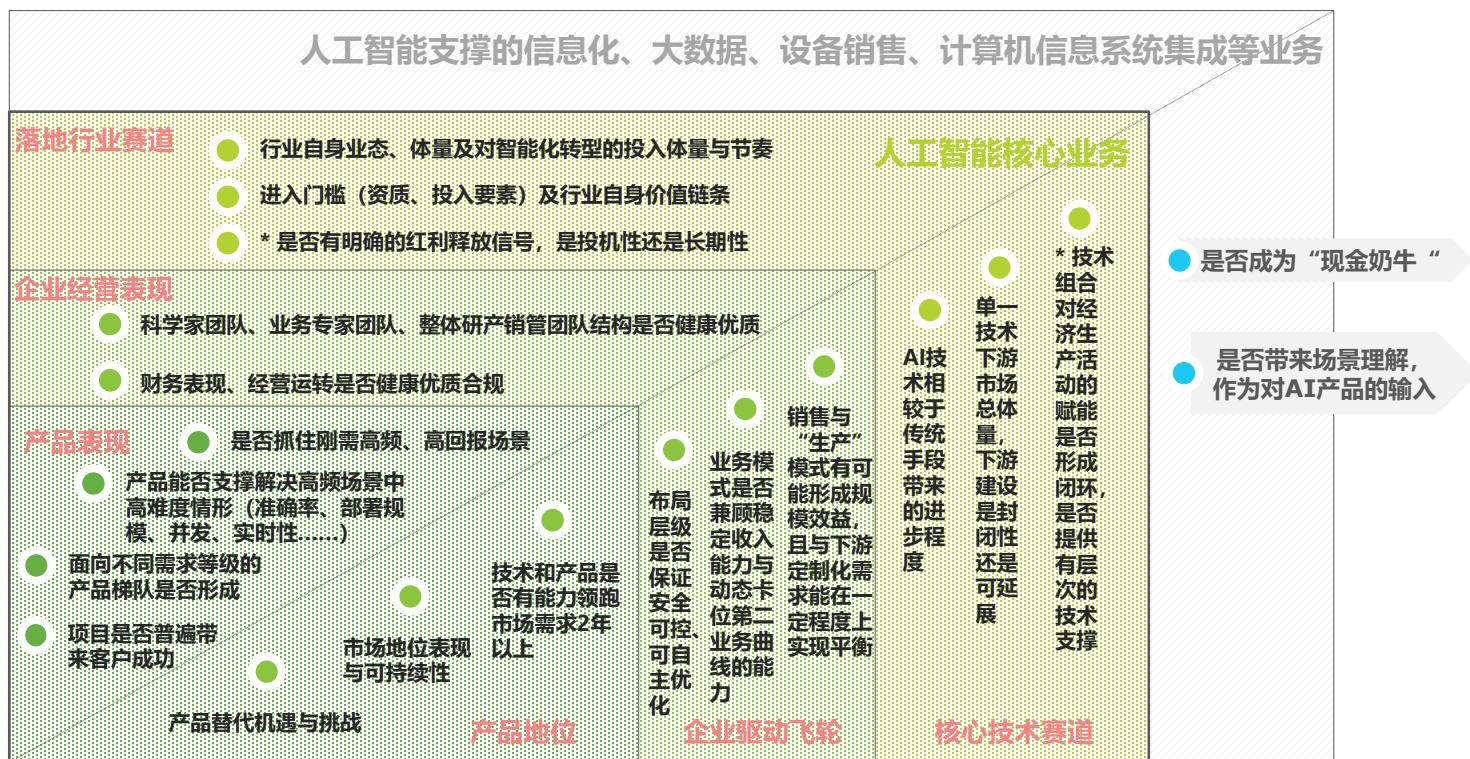 人工智能支撑的信息化、大数据、设备销售、计算机信息系统集成等业务
落地行业赛道
行业自身业态、体量及对智能化转型的投入体量与节奏
进入门槛（资质、投入要素）及行业自身价值链条
* 是否有明确的红利释放信号，是投机性还是长期性
人工智能核心业务
企业经营表现
科学家团队、业务专家团队、整体研产销管团队结构是否健康优质
财务表现、经营运转是否健康优质合规
产品表现
是否抓住刚需高频、高回报场景
产品能否支撑解决高频场景中
高难度情形（准确率、部署规
模、并发、实时性……）
面向不同需求等级的
产品梯队是否形成
项目是否普遍带
来客户成功
产品替代机遇与挑战
市场地位表现
与可持续性
技术和产品是
否有能力领跑
市场需求2年
以上
产品地位
布局
层级
是否
保证
安全
可控、
可自
主优
化
业务模
式是否
兼顾稳
定收入
能力与
动态卡
位第二
业务曲
线的能
力
销售与
“生产”
模式有可
能形成规
模效益，
且与下游
定制化需
求能在一
定程度上
实现平衡
企业驱动飞轮
AI技
术相
较于
传统
手段
带来
的进
步程
度
单一
技术
下游
市场
总体
量，
下游
建设
是封
闭性
还是
可延
展
* 技术
组合
对经
济生
产活
动的
赋能
是否
形成
闭环，
是否
提供
有层
次的
技术
支撑
核心技术赛道
是否成为“现金奶牛“
是否带来场景理解，
作为对AI产品的输入